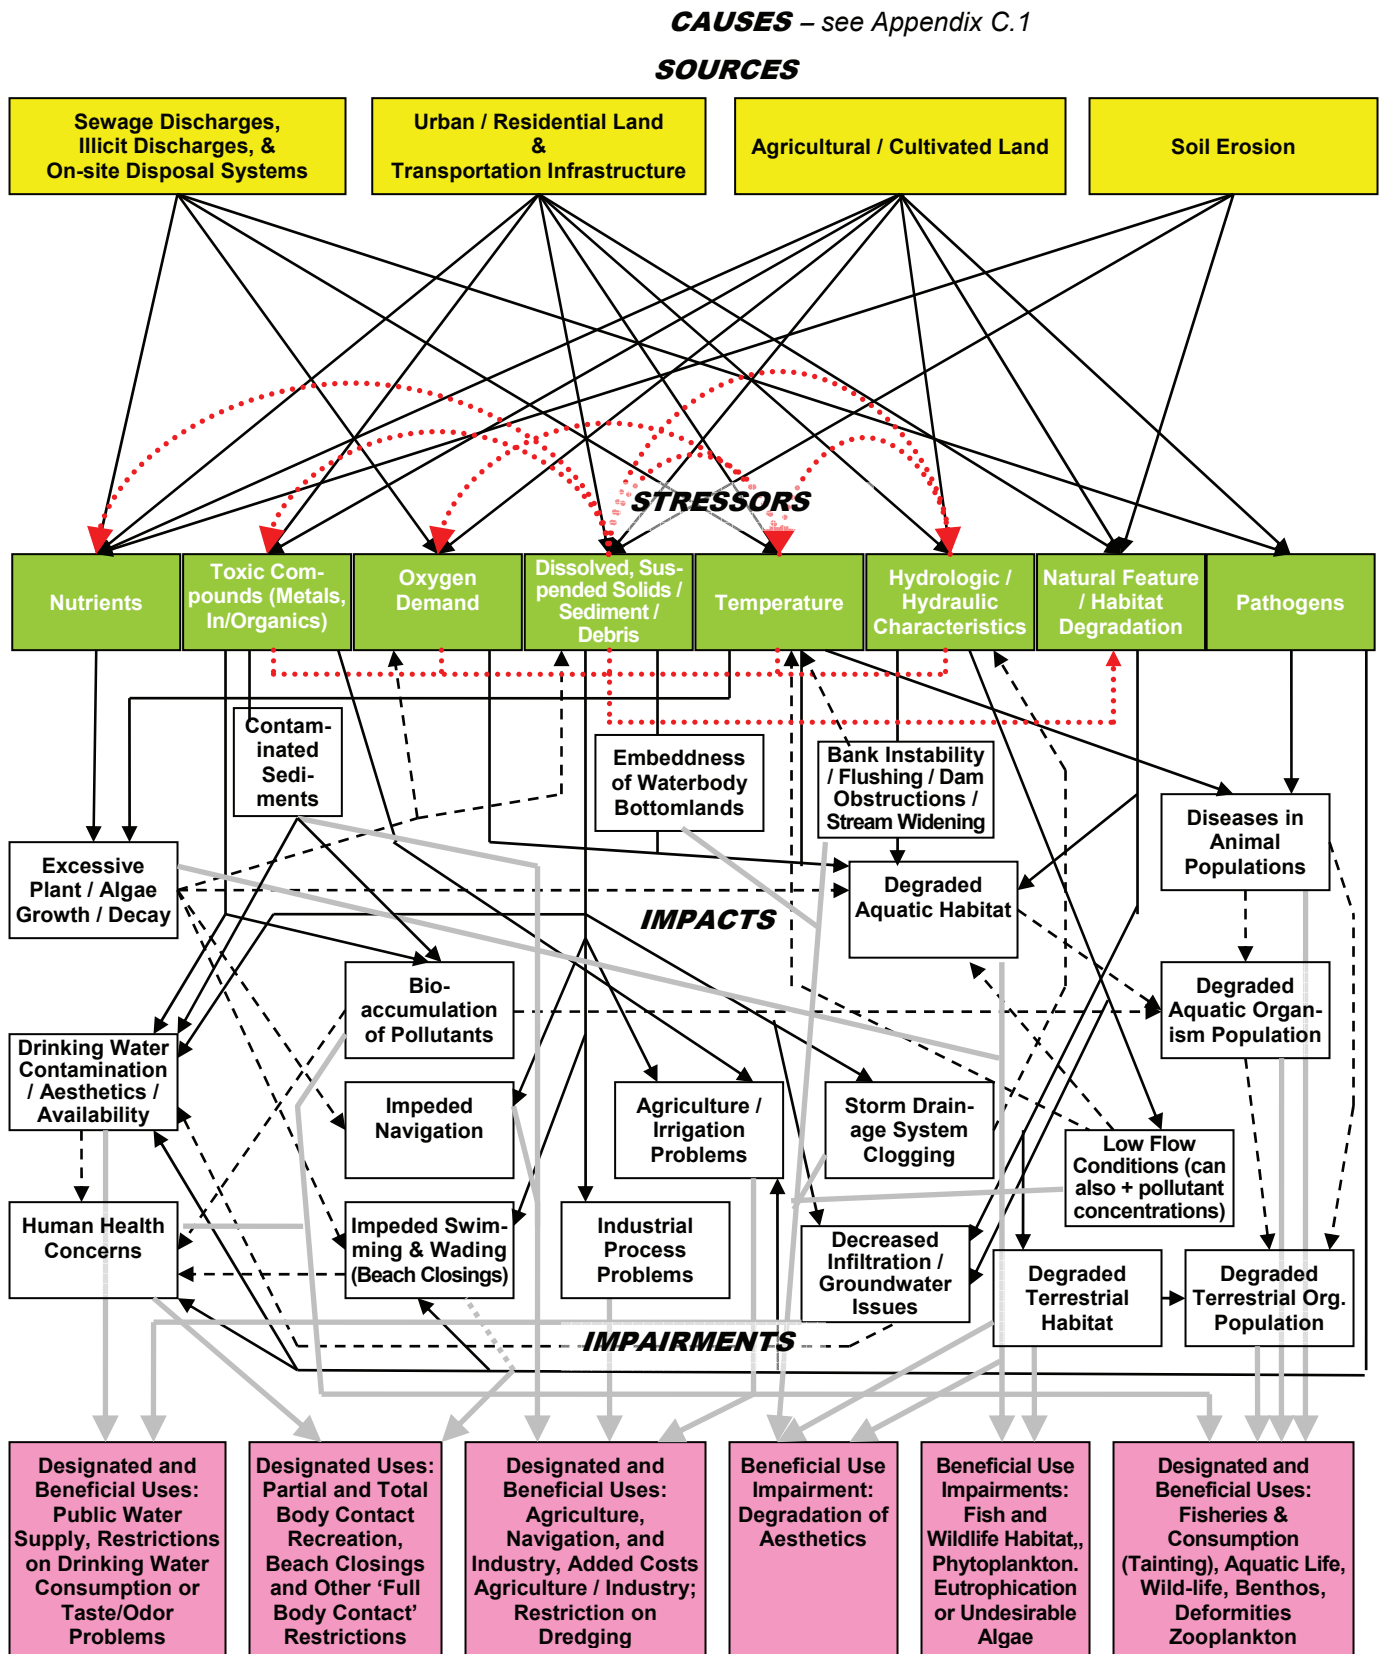 CAUSES – see Appendix C.1
SOURCES
Sewage Discharges,
Illicit Discharges, &
On-site Disposal Systems
Urban / Residential Land
&
Transportation Infrastructure
Agricultural / Cultivated Land
Soil Erosion
STRESSORS
Nutrients
Toxic Com-
pounds (Metals,
In/Organics)
Oxygen
Demand
Dissolved, Sus-
pended Solids /
Sediment /
Debris
Temperature
Hydrologic /
Hydraulic
Characteristics
Natural Feature
/ Habitat
Degradation
Pathogens
Contam-
inated
Sedi-
ments
Embeddness
of Waterbody
Bottomlands
Bank Instability
/ Flushing / Dam
Obstructions /
Stream Widening
Diseases in
Animal
Populations
Excessive
Plant / Algae
Growth / Decay
Degraded
Aquatic Habitat
IMPACTS
Bio-
accumulation
of Pollutants
Degraded
Aquatic Organ-
ism Population
Drinking Water
Contamination
/ Aesthetics /
Availability
Impeded
Navigation
Agriculture /
Irrigation
Problems
Storm Drain-
age System
Clogging
Low Flow
Conditions (can
also + pollutant
concentrations)
Human Health
Concerns
Impeded Swim-
ming & Wading
(Beach Closings)
Industrial
Process
Problems
Decreased
Infiltration /
Groundwater
Issues
Degraded
Terrestrial
Habitat
Degraded
Terrestrial Org.
Population
IMPAIRMENTS
Designated and
Beneficial Uses:
Public Water
Supply, Restrictions
on Drinking Water
Consumption or
Taste/Odor
Problems
Designated Uses:
Partial and Total
Body Contact
Recreation,
Beach Closings
and Other ‘Full
Body Contact’
Restrictions
Designated and
Beneficial Uses:
Agriculture,
Navigation, and
Industry, Added Costs
Agriculture / Industry;
Restriction on
Dredging
Beneficial Use
Impairment:
Degradation of
Aesthetics
Beneficial Use
Impairments:
Fish and
Wildlife Habitat,,
Phytoplankton.
Eutrophication
or Undesirable
Algae
Designated and
Beneficial Uses:
Fisheries &
Consumption
(Tainting), Aquatic Life,
Wild-life, Benthos,
Deformities
Zooplankton